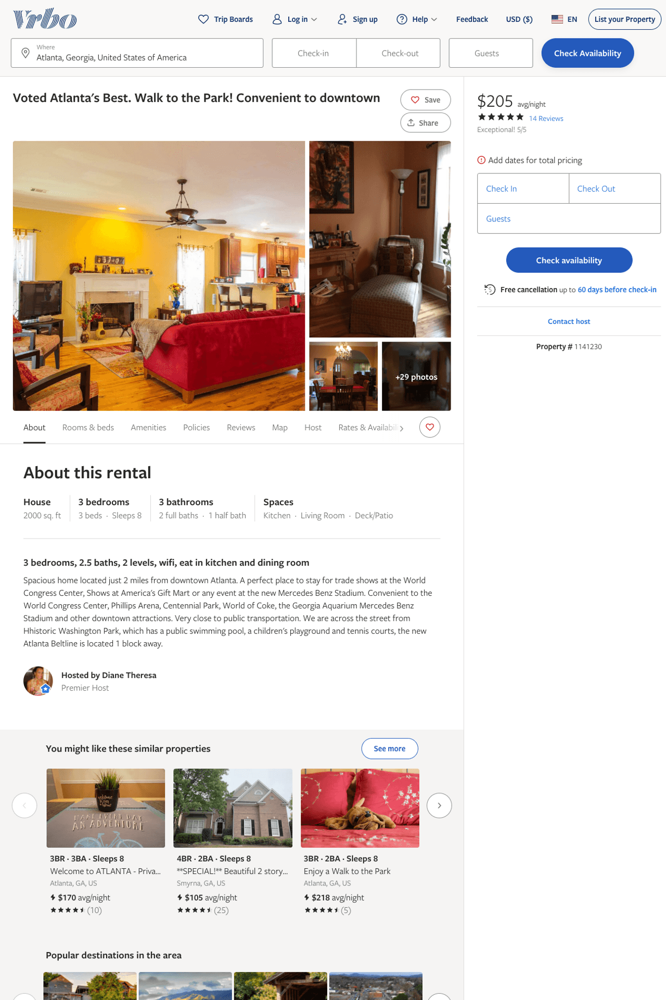 Vrbo
Trip Boards
Log in
Sign up
Help
Feedback
USD ($)
EN
List your Property
Where
Atlanta, Georgia, United States of America
Check-in
Check-out
Guests
Check Availability
Voted Atlanta's Best. Walk to the Park! Convenient to downtown
Save
Share
+29 photos
$205 avg/night
14 Reviews
Exceptional! 5/5
Add dates for total pricing
Check In
Check Out
Guests
Check availability
Free cancellation up to 60 days before check-in
Contact host
Property # 1141230
About
Rooms & beds
Amenities
Policies
Reviews
Map
Host
Rates & Availabili
About this rental
House
2000 sq. ft
3 bedrooms
3 beds · Sleeps 8
3 bathrooms
2 full baths · 1 half bath
Spaces
Kitchen · Living Room · Deck/Patio
3 bedrooms, 2.5 baths, 2 levels, wifi, eat in kitchen and dining room
Spacious home located just 2 miles from downtown Atlanta. A perfect place to stay for trade shows at the World
Congress Center, Shows at America's Gift Mart or any event at the new Mercedes Benz Stadium. Convenient to the
World Congress Center, Phillips Arena, Centennial Park, World of Coke, the Georgia Aquarium Mercedes Benz
Stadium and other downtown attractions. Very close to public transportation. We are across the street from
Hhistoric Washington Park, which has a public swimming pool, a children's playground and tennis courts, the new
Atlanta Beltline is located 1 block away.
Hosted by Diane Theresa
Premier Host
You might like these similar properties
See more
welcome to our home
MAKE EVERY DAY
AN ADVENTURE
3BR · 3BA · Sleeps 8
Welcome to ATLANTA - Priva...
Atlanta, GA, US
$170 avg/night
(10)
4BR · 2BA · Sleeps 8
**SPECIAL!** Beautiful 2 story...
Smyrna, GA, US
$105 avg/night
(25)
3BR · 2BA · Sleeps 8
Enjoy a Walk to the Park
Atlanta, GA, US
$218 avg/night
(5)
Popular destinations in the area